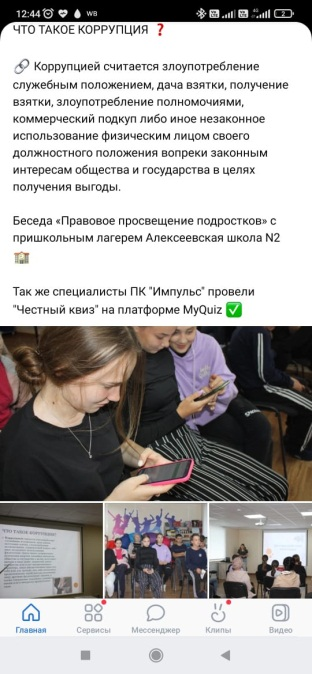 12:44 WB 4G 2
ЧТО ТАКОЕ КОРРУПЦИЯ ❓
🔗 Коррупцией считается злоупотребление
служебным положением, дача взятки, получение
взятки, злоупотребление полномочиями,
коммерческий подкуп либо иное незаконное
использование физическим лицом своего
должностного положения вопреки законным
интересам общества и государства в целях
получения выгоды.
Беседа «Правовое просвещение подростков» с
пришкольным лагерем Алексеевская школа N2
🏫
Так же специалисты ПК "Импульс" провели
"Честный квиз" на платформе MyQuiz ✅
ЧТО ТАКОЕ КОРРУПЦИЯ?
Главная
Сервисы
Мессенджер
Клипы
Видео